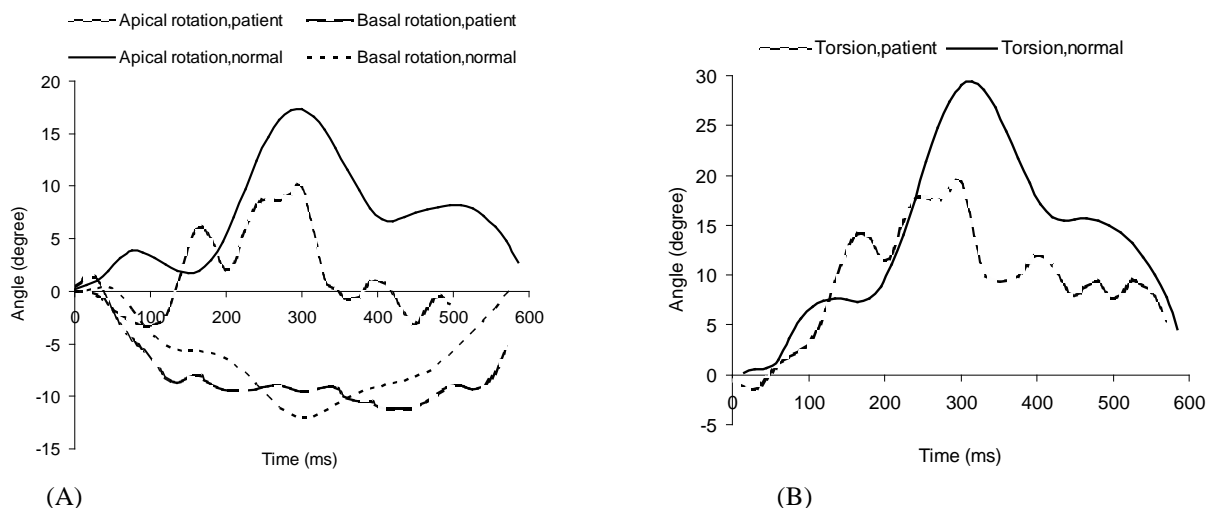 Apical rotation,patient Basal rotation,patient
Apical rotation,normal Basal rotation,normal
20
15
10
5
0
-5
-10
-15
0 100 200 300 400 500 600
Angle (degree)
Time (ms)
(A)
Torsion,patient Torsion,normal
30
25
20
15
10
5
0
-5
0 100 200 300 400 500 600
Angle (degree)
Time (ms)
(B)